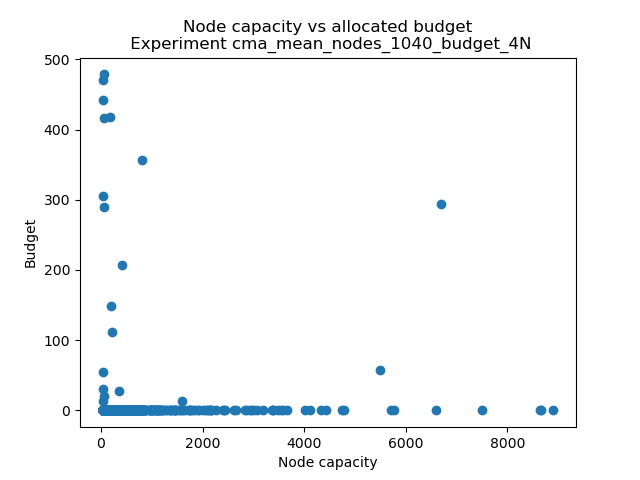 Node capacity vs allocated budget
Experiment cma_mean_nodes_1040_budget_4N
500
400
300
200
100
0
Budget
0 2000 4000 6000 8000
Node capacity